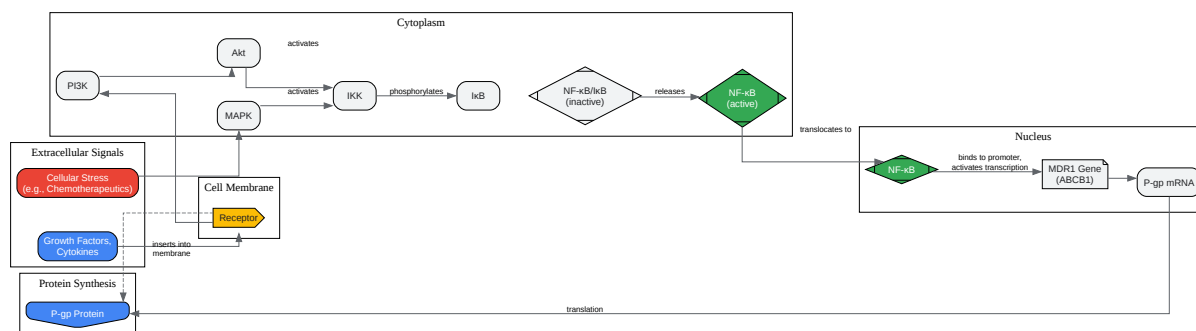 Cytoplasm
Akt
activates
PI3K
activates
MAPK
IKK
phosphorylates
IκB
NF-κB/IκB
(inactive)
releases
NF-κB
(active)
translocates to
Nucleus
NF-κB
binds to promoter,
activates transcription
MDR1 Gene
(ABCB1)
P-gp mRNA
Extracellular Signals
Cellular Stress
(e.g., Chemotherapeutics)
Growth Factors,
Cytokines
Cell Membrane
Receptor
inserts into
membrane
Protein Synthesis
P-gp Protein
translation